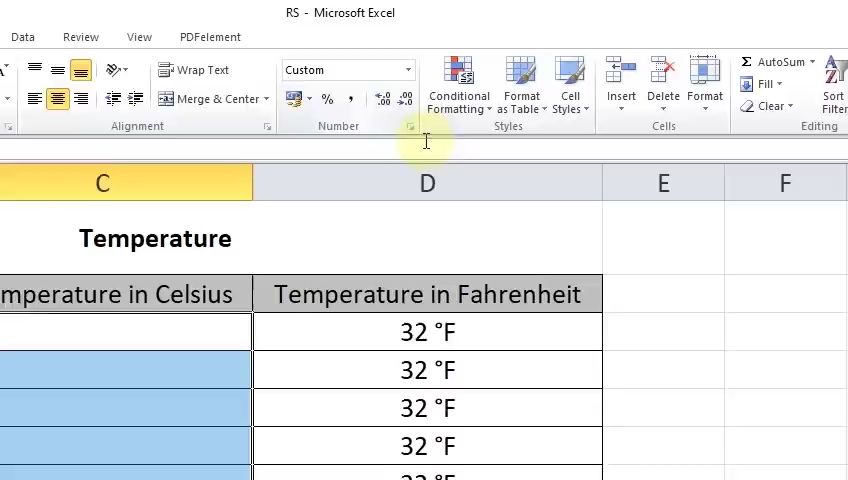 RS - Microsoft Excel
Data Review View PDFelement
Wrap Text Custom Conditional Formatting Format as Table Cell Styles Insert Delete Format AutoSum Sort
Merge & Center % , Fill Filter
Clear
Alignment Number Styles Cells Editing
C D E F
Temperature
mperature in Celsius Temperature in Fahrenheit
32 °F
32 °F
32 °F
32 °F